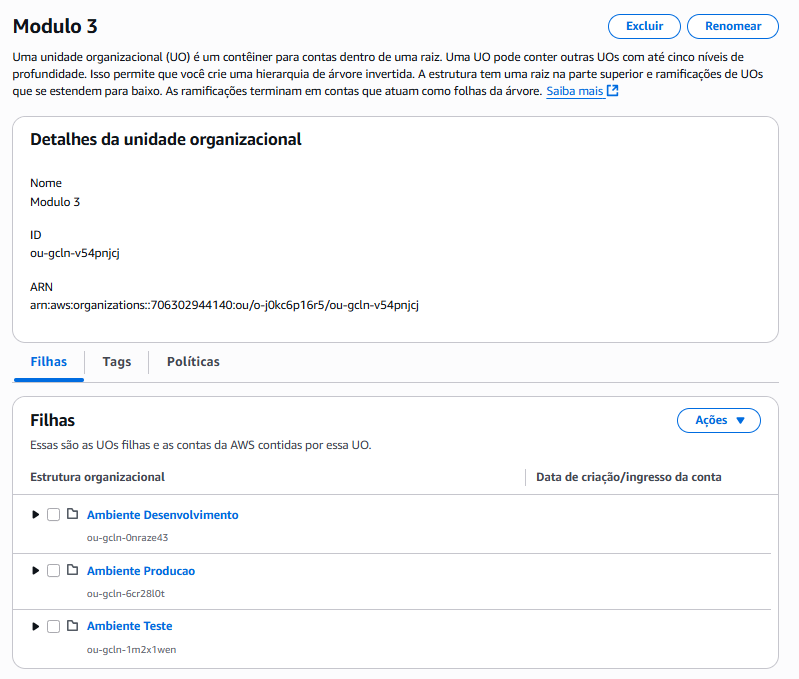 Modulo 3
Excluir
Renomear
Uma unidade organizacional (UO) é um contêiner para contas dentro de uma raiz. Uma UO pode conter outras UOs com até cinco níveis de
profundidade. Isso permite que você crie uma hierarquia de árvore invertida. A estrutura tem uma raiz na parte superior e ramificações de UOs
que se estendem para baixo. As ramificações terminam em contas que atuam como folhas da árvore. Saiba mais
Detalhes da unidade organizacional
Nome
Modulo 3
ID
ou-gcln-v54pnjcj
ARN
arn:aws:organizations::706302944140:ou/o-j0kc6p16r5/ou-gcln-v54pnjcj
Filhas
Tags
Políticas
Filhas
Ações
Essas são as UOs filhas e as contas da AWS contidas por essa UO.
Estrutura organizacional
Data de criação/ingresso da conta
Ambiente Desenvolvimento
ou-gcln-0nraze43
Ambiente Producao
ou-gcln-6cr28l0t
Ambiente Teste
ou-gcln-1m2x1wen